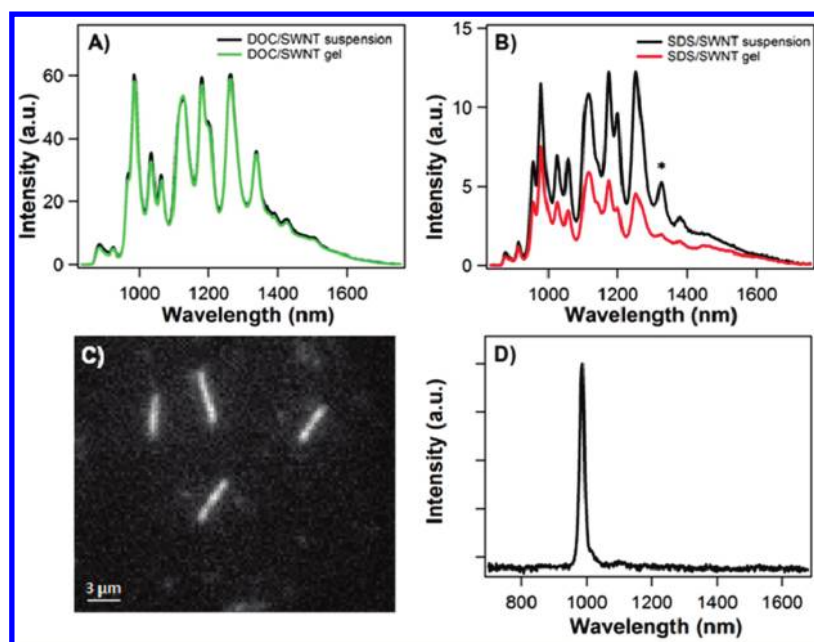 A)
DOC/SWNT suspension
DOC/SWNT gel
Intensity (a.u.)
60
40
20
0
1000 1200 1400 1600
Wavelength (nm)
B)
SDS/SWNT suspension
SDS/SWNT gel
*
Intensity (a.u.)
15
10
5
0
1000 1200 1400 1600
Wavelength (nm)
C)
3 μm
D)
Intensity (a.u.)
800 1000 1200 1400 1600
Wavelength (nm)